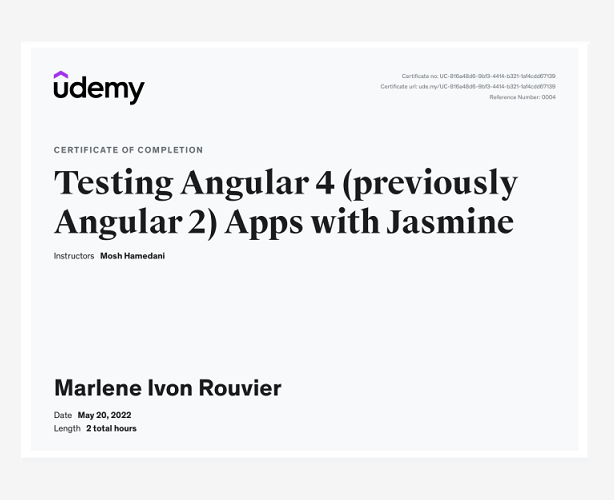 udemy
Certificate no: UC-816a48d6-9bf3-4414-b321-1af4cdd67139
Certificate url: ude.my/UC-816a48d6-9bf3-4414-b321-1af4cdd67139
Reference Number: 0004
CERTIFICATE OF COMPLETION
Testing Angular 4 (previously
Angular 2) Apps with Jasmine
Instructors Mosh Hamedani
Marlene Ivon Rouvier
Date May 20, 2022
Length 2 total hours